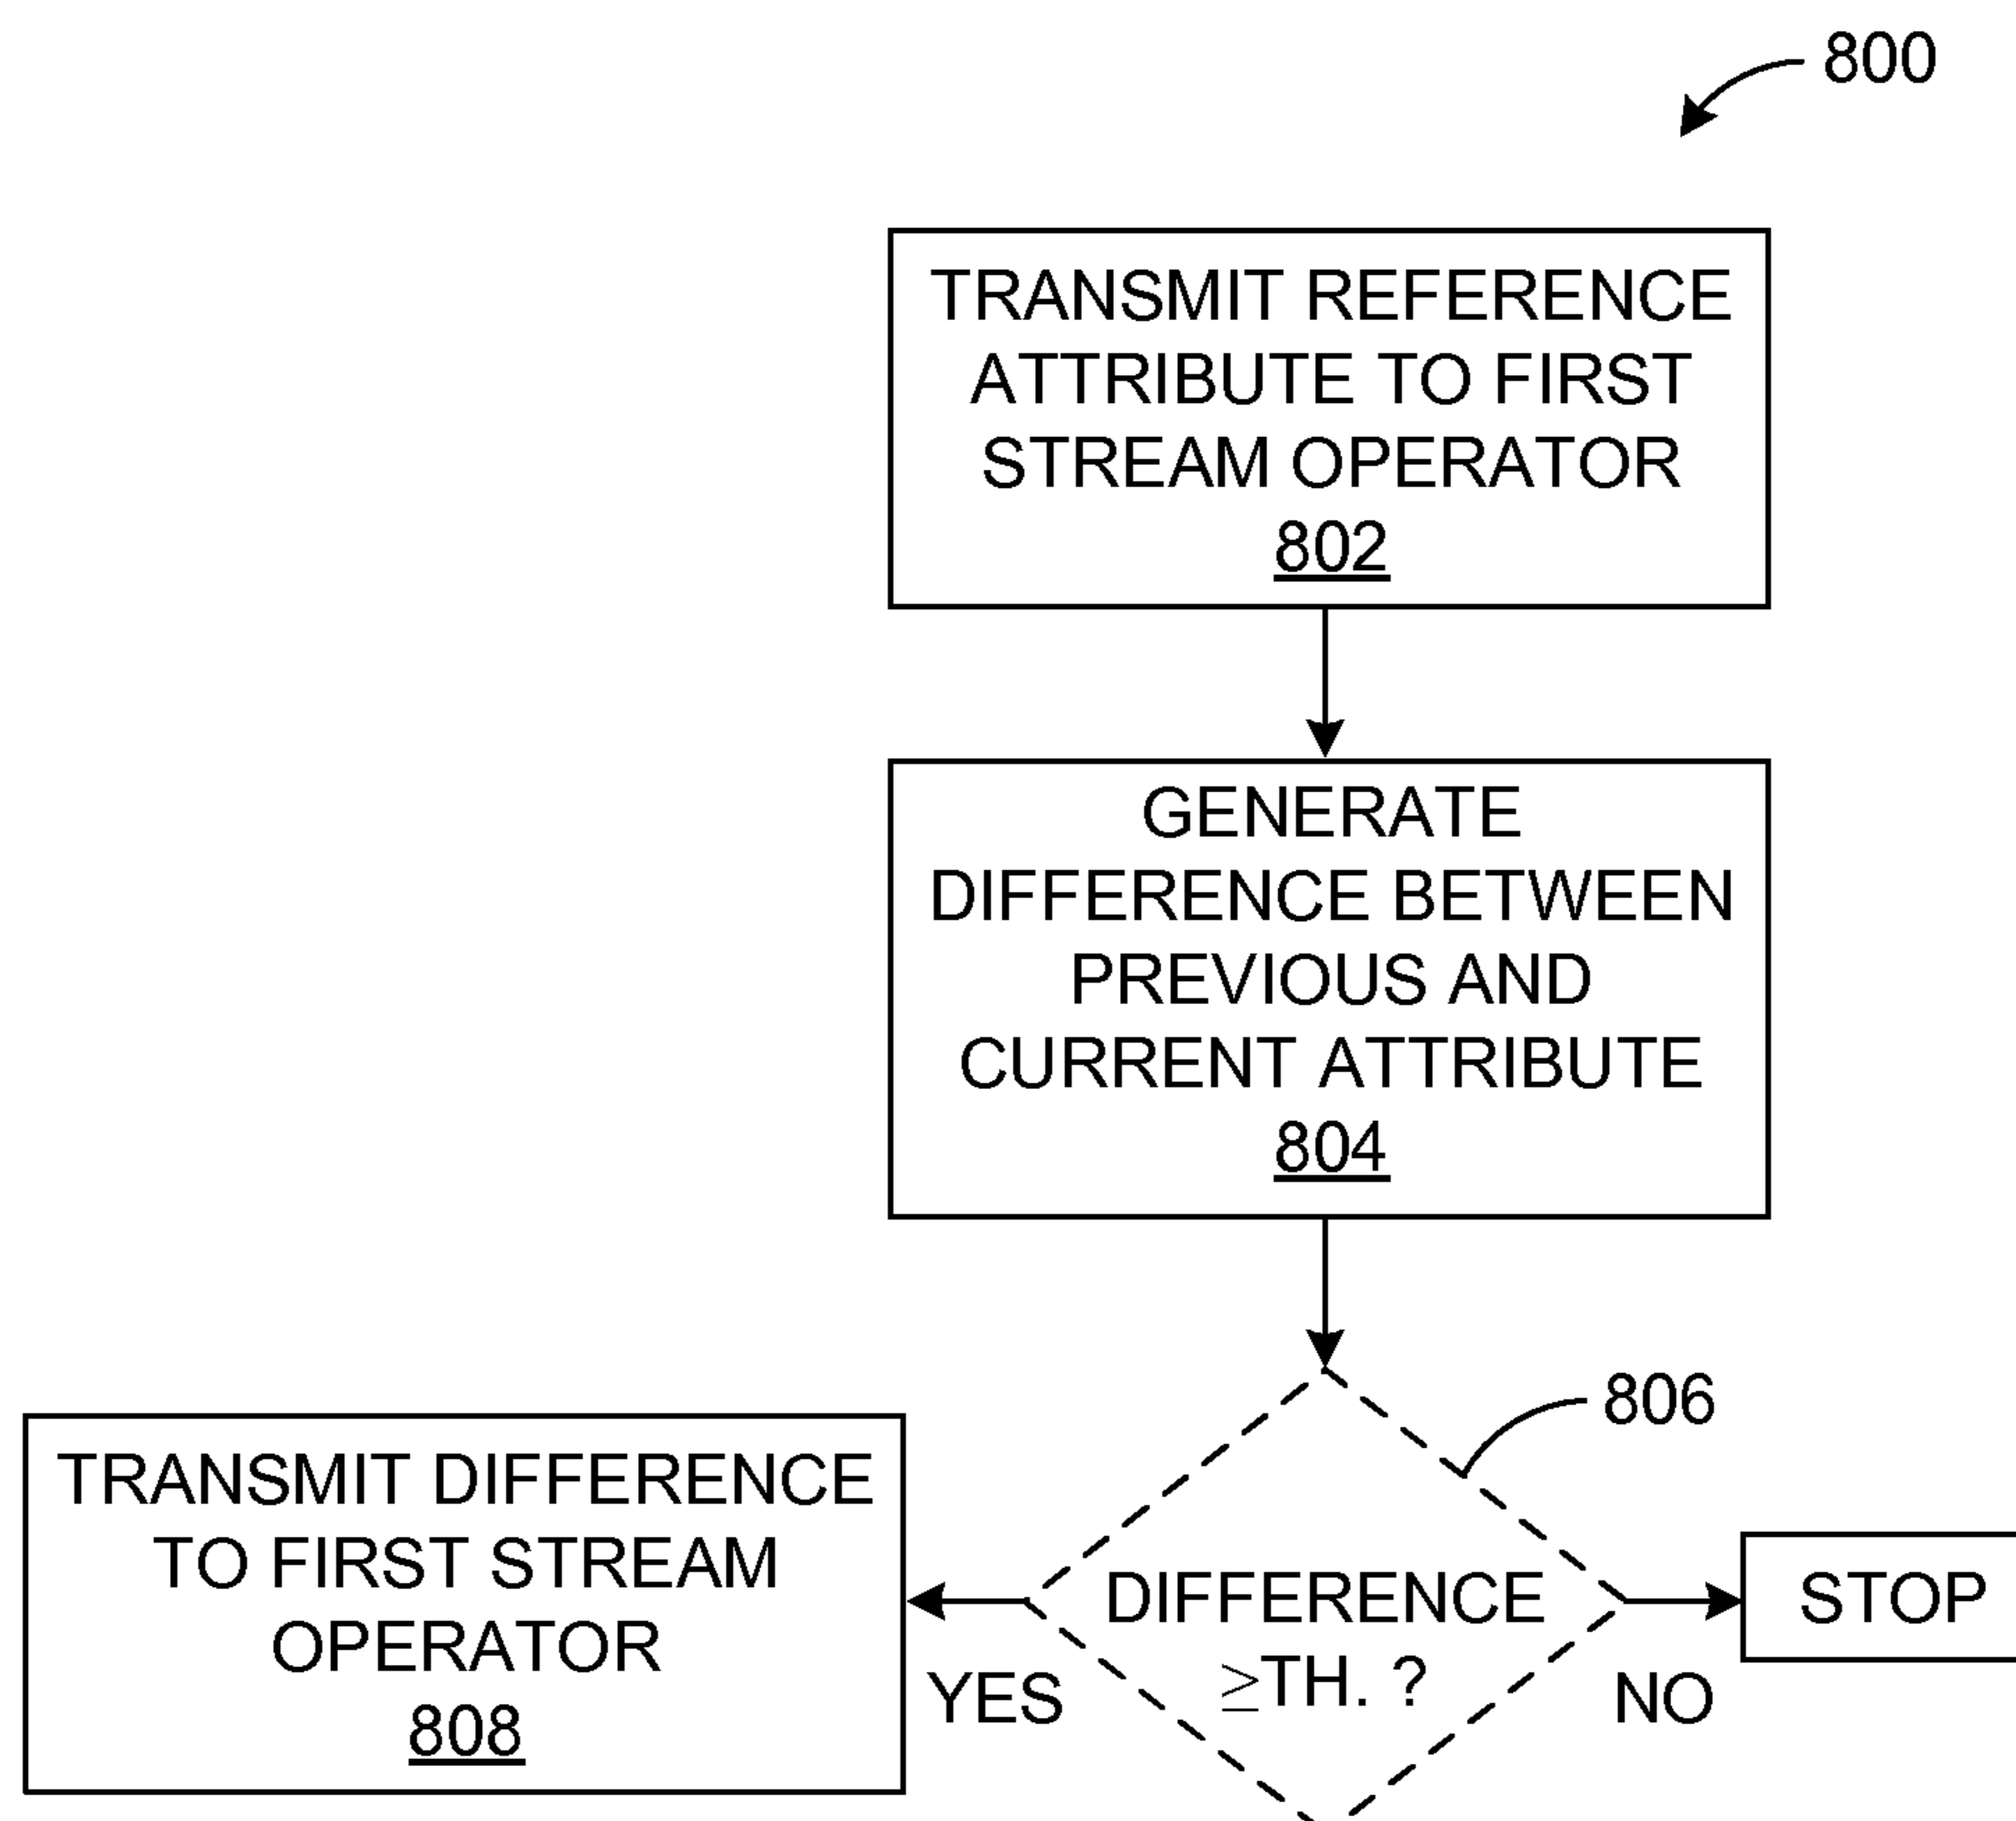 800
TRANSMIT REFERENCE
ATTRIBUTE TO FIRST
STREAM OPERATOR
802
GENERATE
DIFFERENCE BETWEEN
PREVIOUS AND
CURRENT ATTRIBUTE
804
806
TRANSMIT DIFFERENCE
TO FIRST STREAM
OPERATOR
808
YES
DIFFERENCE
≥TH. ?
NO
STOP